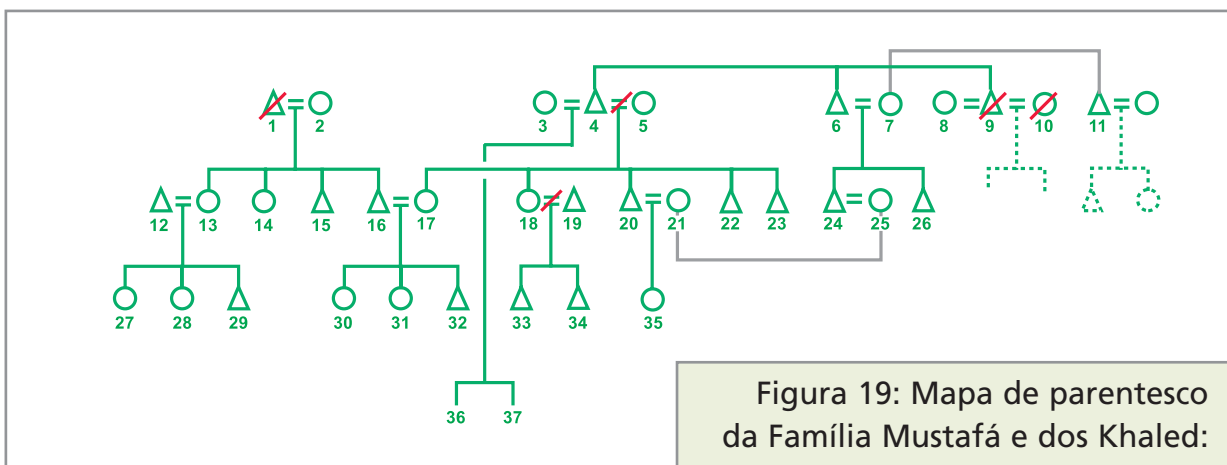 1 2 3 4 5 6 7 8 9 10 11
12 13 14 15 16 17 18 19 20 21 22 23 24 25 26
27 28 29 30 31 32 33 34 35
36 37
Figura 19: Mapa de parentesco
da Família Mustafá e dos Khaled: